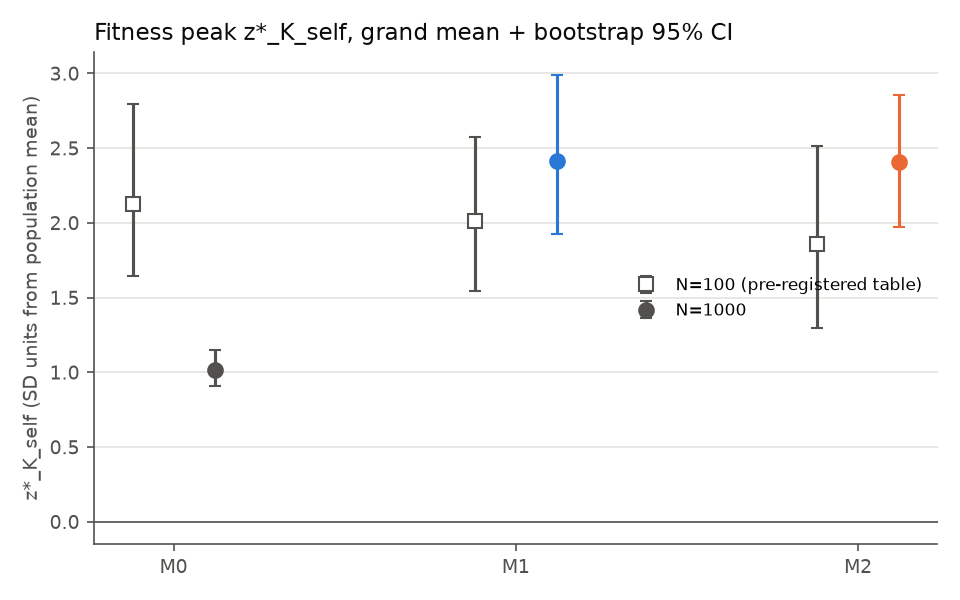 Fitness peak z*_K_self, grand mean + bootstrap 95% CI
z*_K_self (SD units from population mean)
3.0
2.5
2.0
1.5
1.0
0.5
0.0
N=100 (pre-registered table)
N=1000
M0
M1
M2